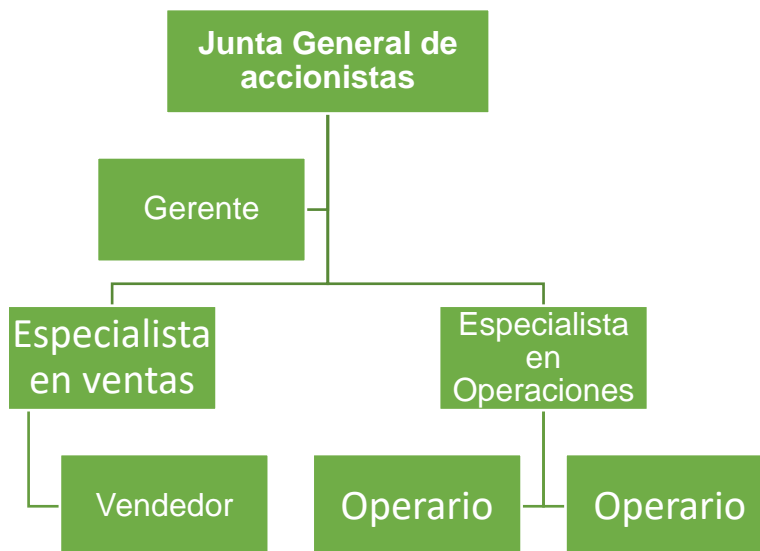 Junta General de
accionistas
Gerente
Especialista
en ventas
Especialista
en
Operaciones
Vendedor
Operario
Operario